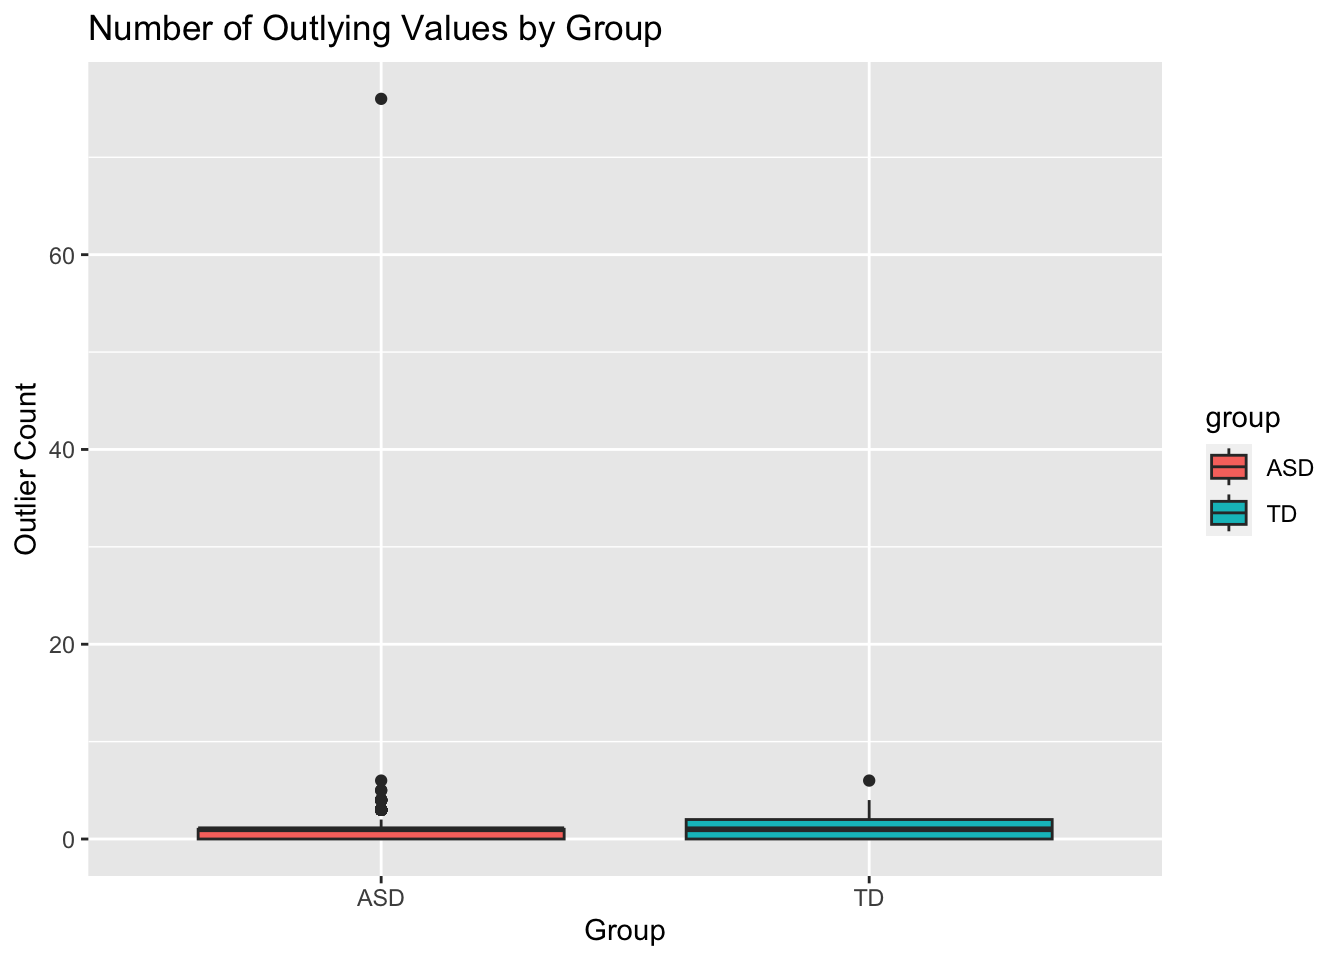 Number of Outlying Values by Group
Outlier Count
60
40
20
0
ASD
TD
Group
group
ASD
TD